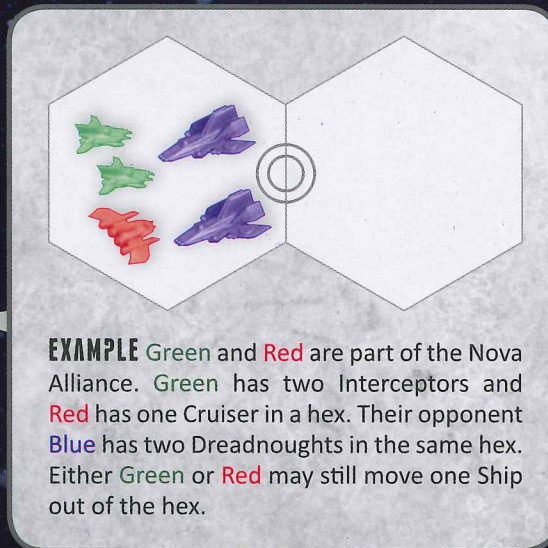 EXAMPLE Green and Red are part of the Nova
Alliance. Green has two Interceptors and
Red has one Cruiser in a hex. Their opponent
Blue has two Dreadnoughts in the same hex.
Either Green or Red may still move one Ship
out of the hex.